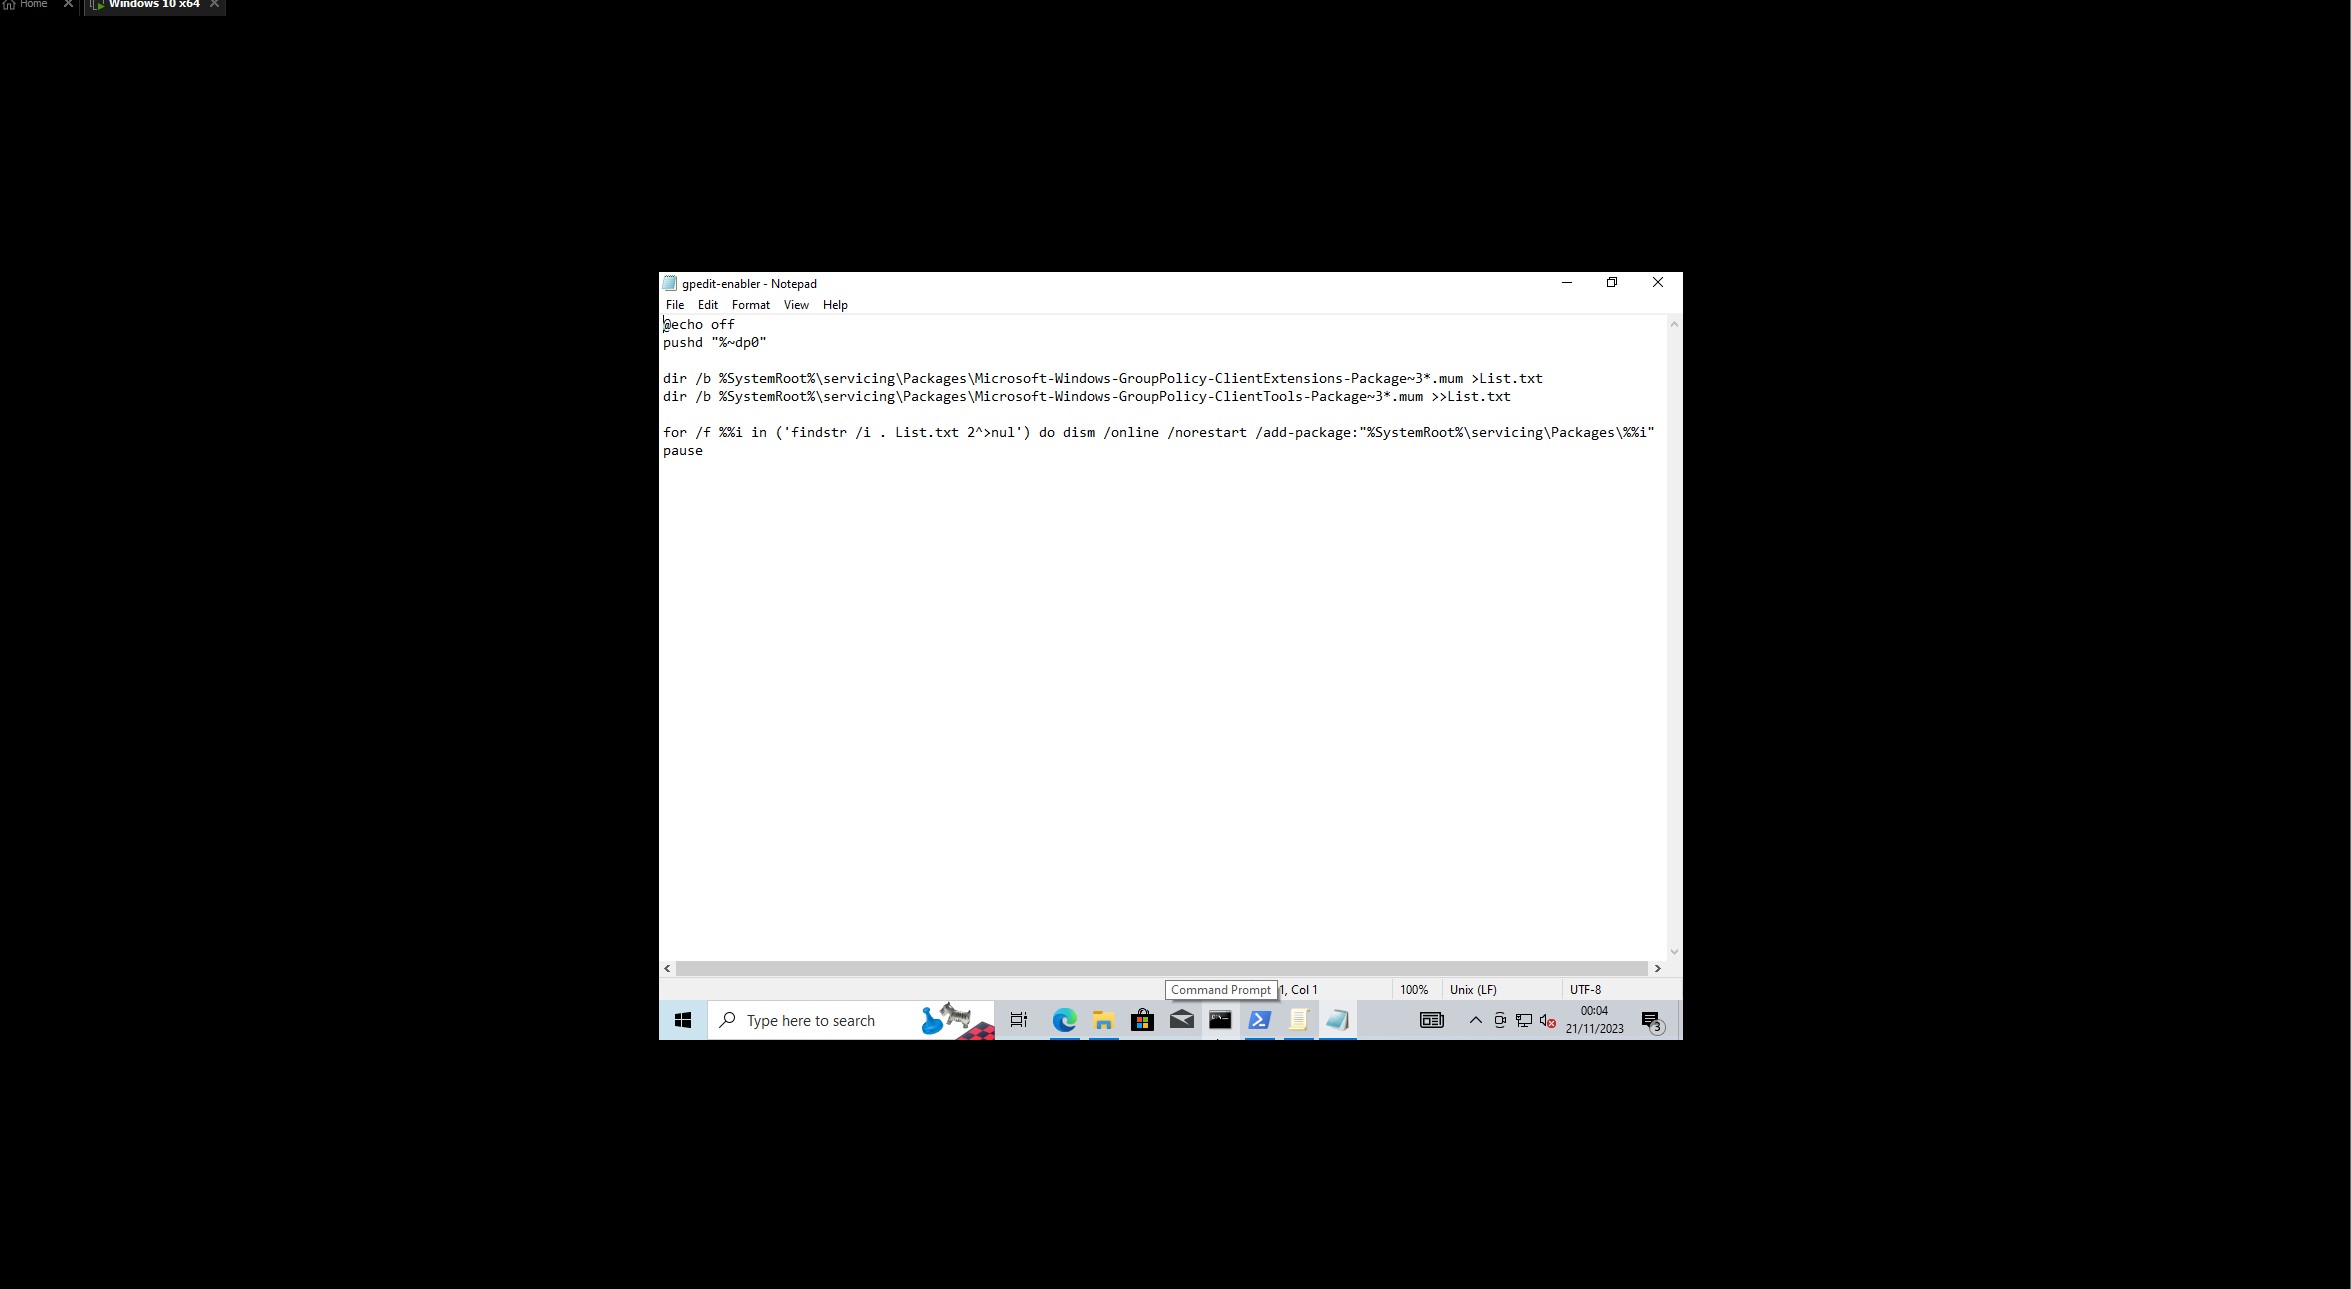 Home
Windows 10 x64
gpedit-enabler - Notepad
File Edit Format View Help
@echo off
pushd "%~dp0"
dir /b %SystemRoot%\servicing\Packages\Microsoft-Windows-GroupPolicy-ClientExtensions-Package~3*.mum >List.txt
dir /b %SystemRoot%\servicing\Packages\Microsoft-Windows-GroupPolicy-ClientTools-Package~3*.mum >>List.txt
for /f %%i in ('findstr /i . List.txt 2^>nul') do dism /online /norestart /add-package:"%SystemRoot%\servicing\Packages\%%i"
pause
Command Prompt
1, Col 1
100%
Unix (LF)
UTF-8
Type here to search
00:04
21/11/2023
3